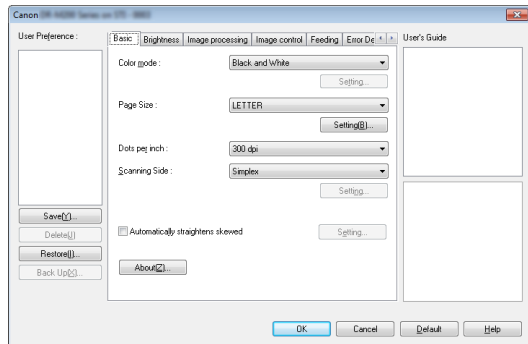 Canon
User Preference :
Basic Brightness Image processing Image control Feeding Error De
User's Guide
Color mode : Black and White
Setting...
Page Size : LETTER
Setting(B)...
Dots per inch : 300 dpi
Scanning Side : Simplex
Setting...
Save(Y)...
Delete(J)
Automatically straightens skewed Setting...
Restore(I)...
Back Up(X)...
About(Z)...
OK Cancel Default Help